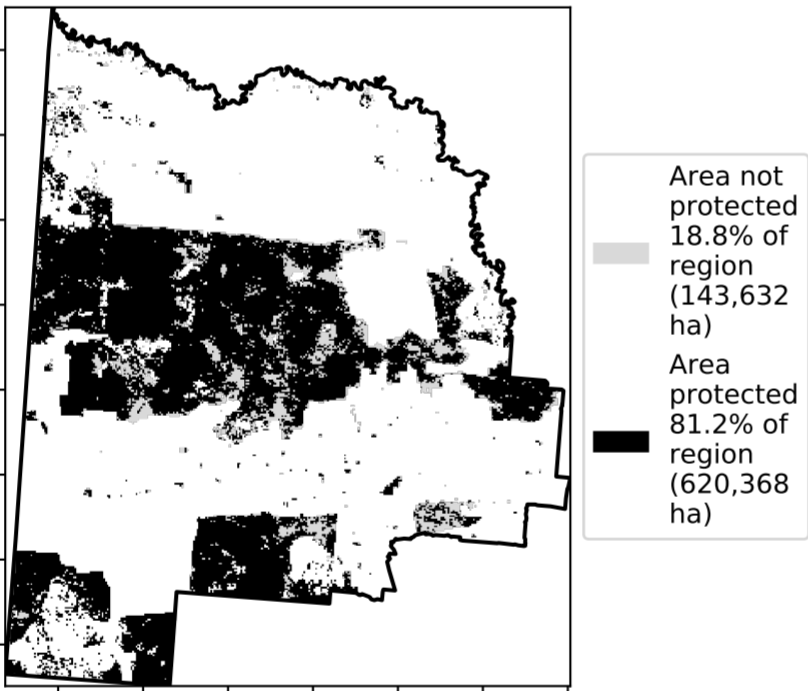 Area not
protected
18.8% of
region
(143,632
ha)
Area
protected
81.2% of
region
(620,368
ha)